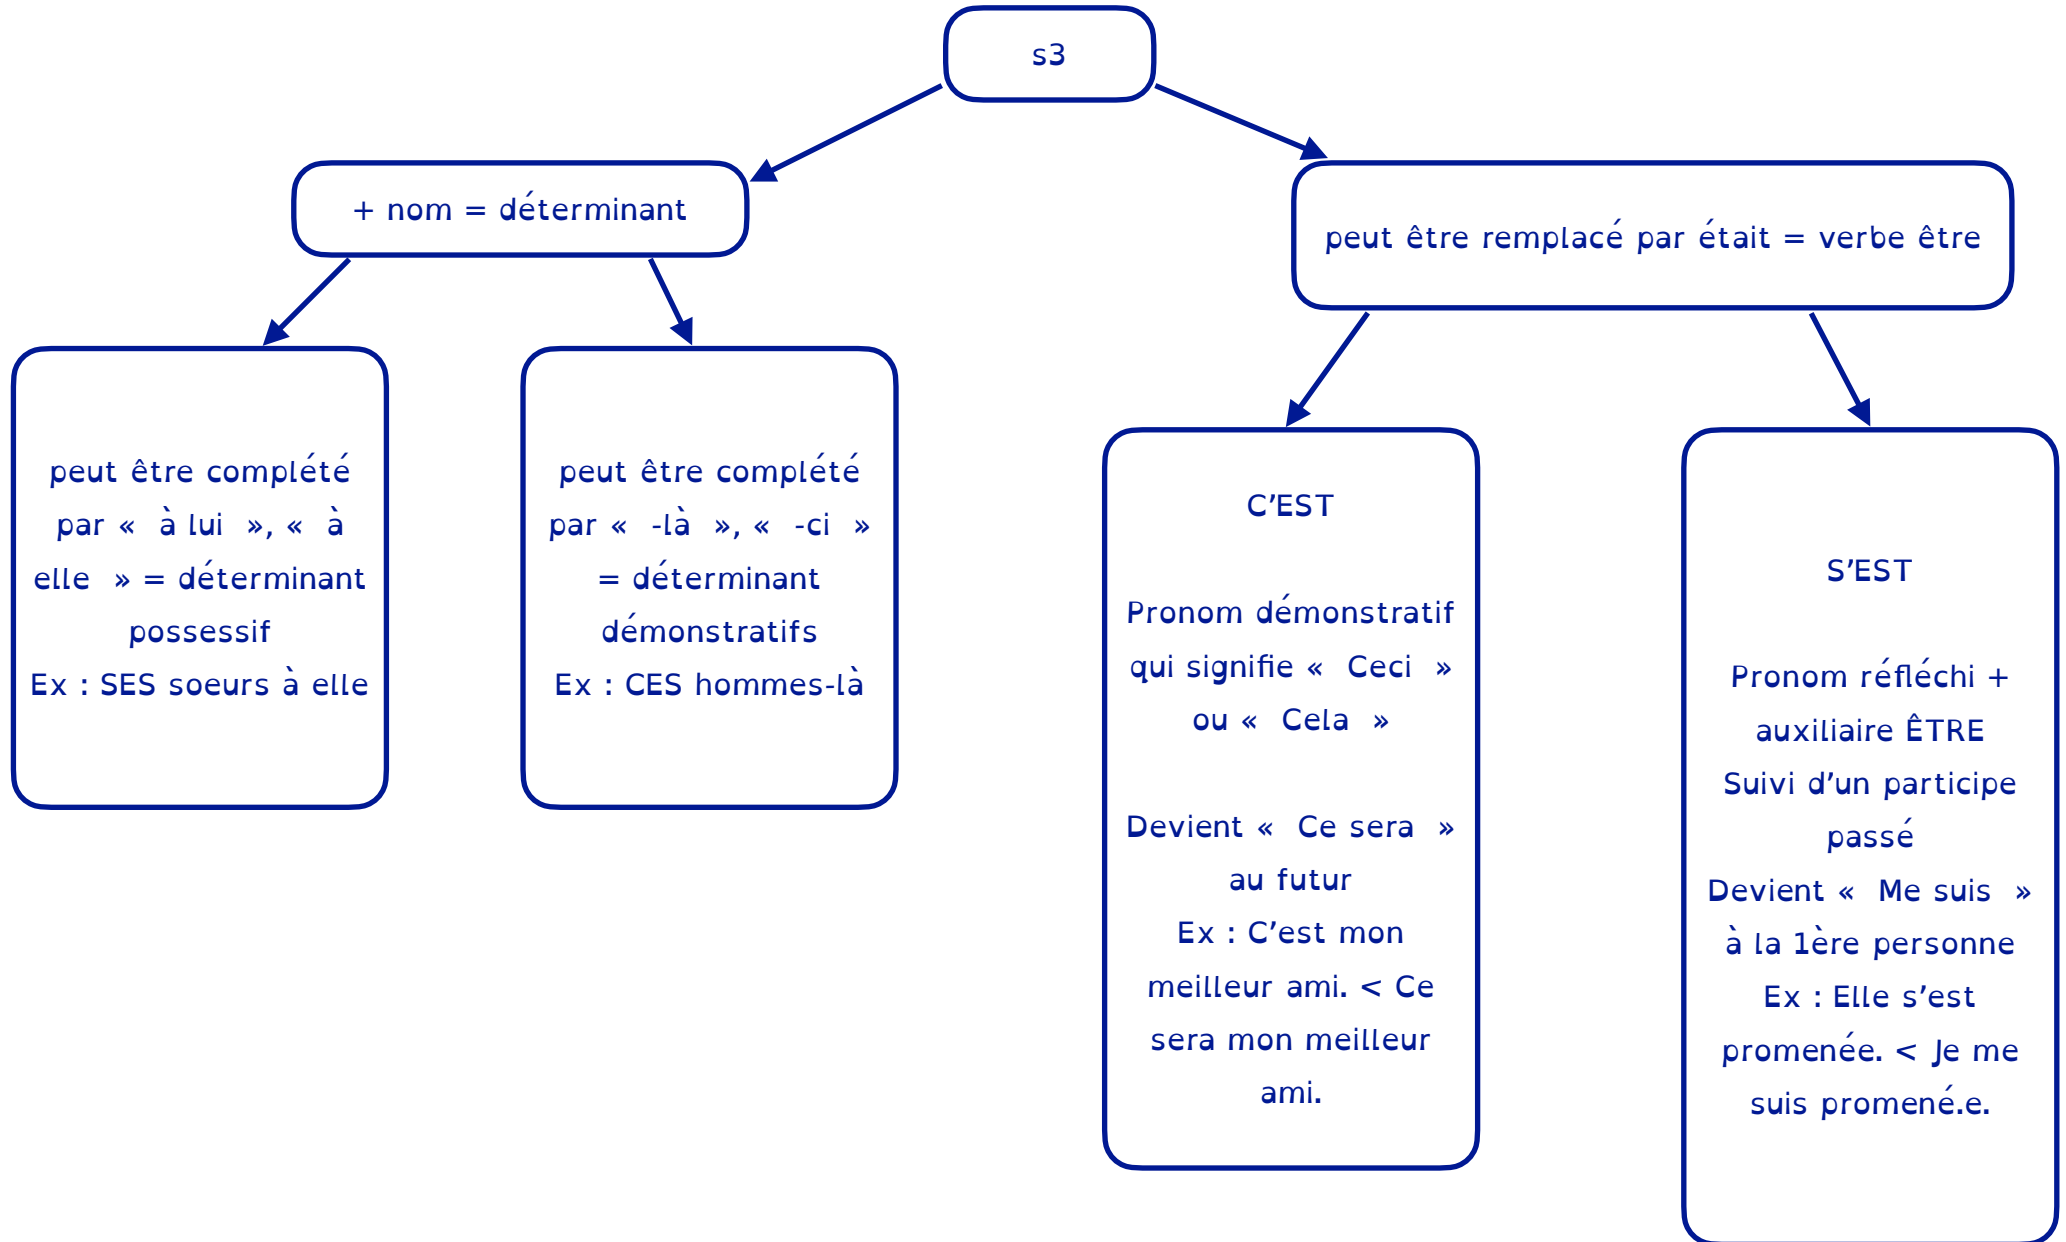 s3
+ nom = déterminant
peut être remplacé par était = verbe être
peut être complété
par «  à lui  », «  à
elle  » = déterminant
possessif
Ex : SES soeurs à elle
peut être complété
par «  -là  », «  -ci  »
= déterminant
démonstratifs
Ex : CES hommes-là
C’EST
Pronom démonstratif
qui signifie «  Ceci  »
ou «  Cela  »
Devient «  Ce sera  »
au futur
Ex : C’est mon
meilleur ami. < Ce
sera mon meilleur
ami.
S’EST
Pronom réfléchi +
auxiliaire ÊTRE
Suivi d’un participe
passé
Devient «  Me suis  »
à la 1ère personne
Ex : Elle s’est
promenée. < Je me
suis promené.e.